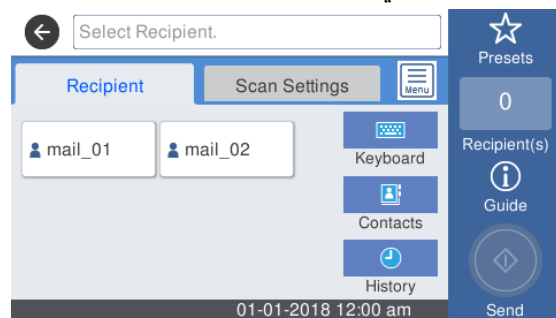 Select Recipient.
Presets
Recipient
Scan Settings
Menu
0
Recipient(s)
mail_01
mail_02
Keyboard
Guide
Contacts
History
01-01-2018 12:00 am
Send